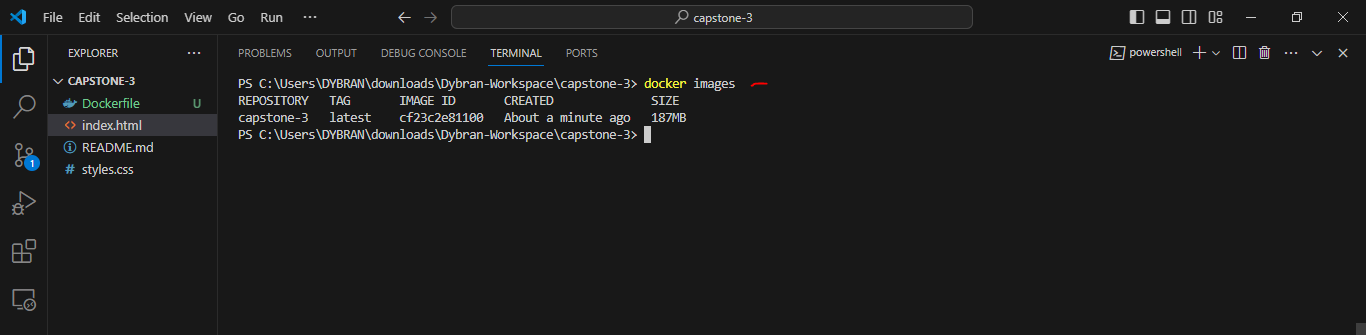 File Edit Selection View Go Run ··· capstone-3
EXPLORER ···
CAPSTONE-3
Dockerfile U
index.html
README.md
styles.css
1
PROBLEMS OUTPUT DEBUG CONSOLE TERMINAL PORTS powershell
PS C:\Users\DYBRAN\downloads\Dybran-Workspace\capstone-3> docker images
REPOSITORY TAG IMAGE ID CREATED SIZE
capstone-3 latest cf23c2e81100 About a minute ago 187MB
PS C:\Users\DYBRAN\downloads\Dybran-Workspace\capstone-3>